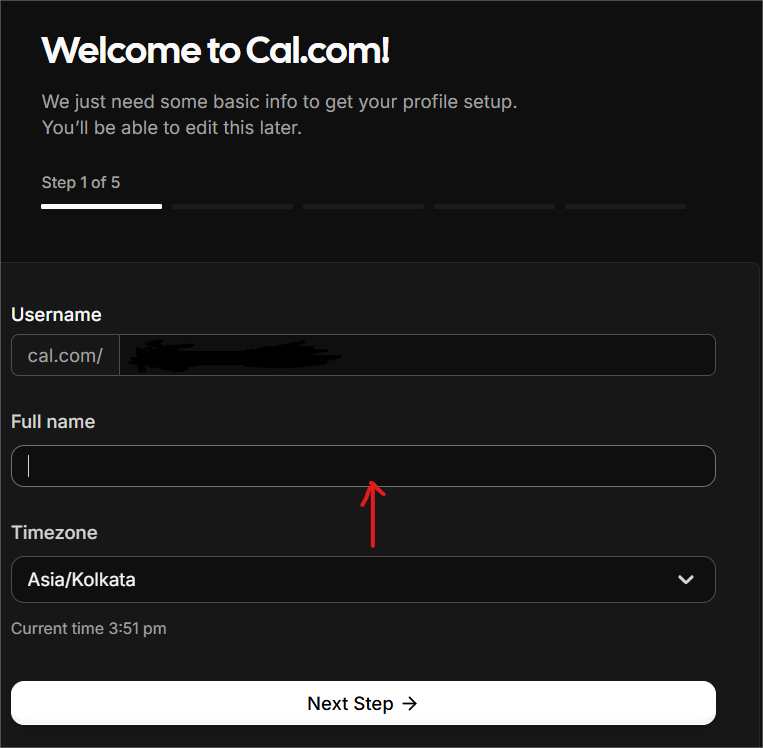 Welcome to Cal.com!
We just need some basic info to get your profile setup.
You’ll be able to edit this later.
Step 1 of 5
Username
cal.com/
Full name
Timezone
Asia/Kolkata
Current time 3:51 pm
Next Step →